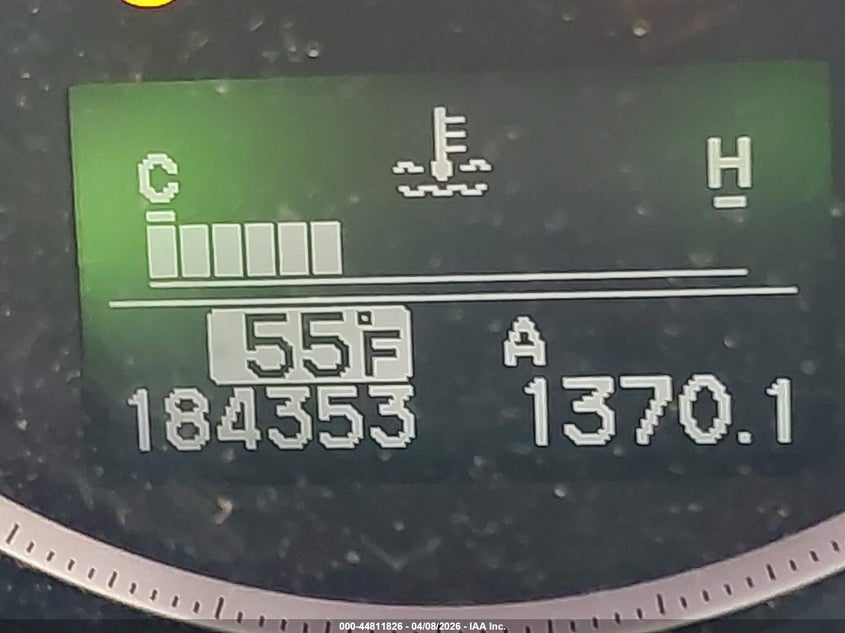 C H
55°F A
184353 1370.1
000-44811826 - 04/08/2026 - IAA Inc.